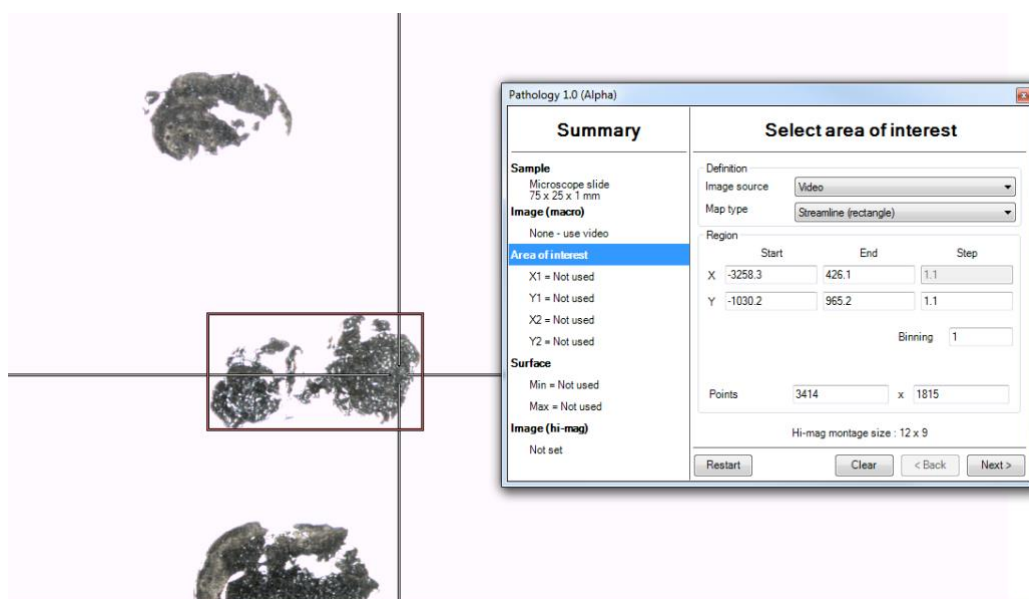 Pathology 1.0 (Alpha)
Summary
Sample
Microscope slide
75 x 25 x 1 mm
Image (macro)
None - use video
Area of interest
X1 = Not used
Y1 = Not used
X2 = Not used
Y2 = Not used
Surface
Min = Not used
Max = Not used
Image (hi-mag)
Not set
Select area of interest
Definition
Image source Video
Map type Streamline (rectangle)
Region
Start End Step
X -3258.3 426.1 1.1
Y -1030.2 965.2 1.1
Binning 1
Points 3414 x 1815
Hi-mag montage size : 12 x 9
Restart Clear < Back Next >